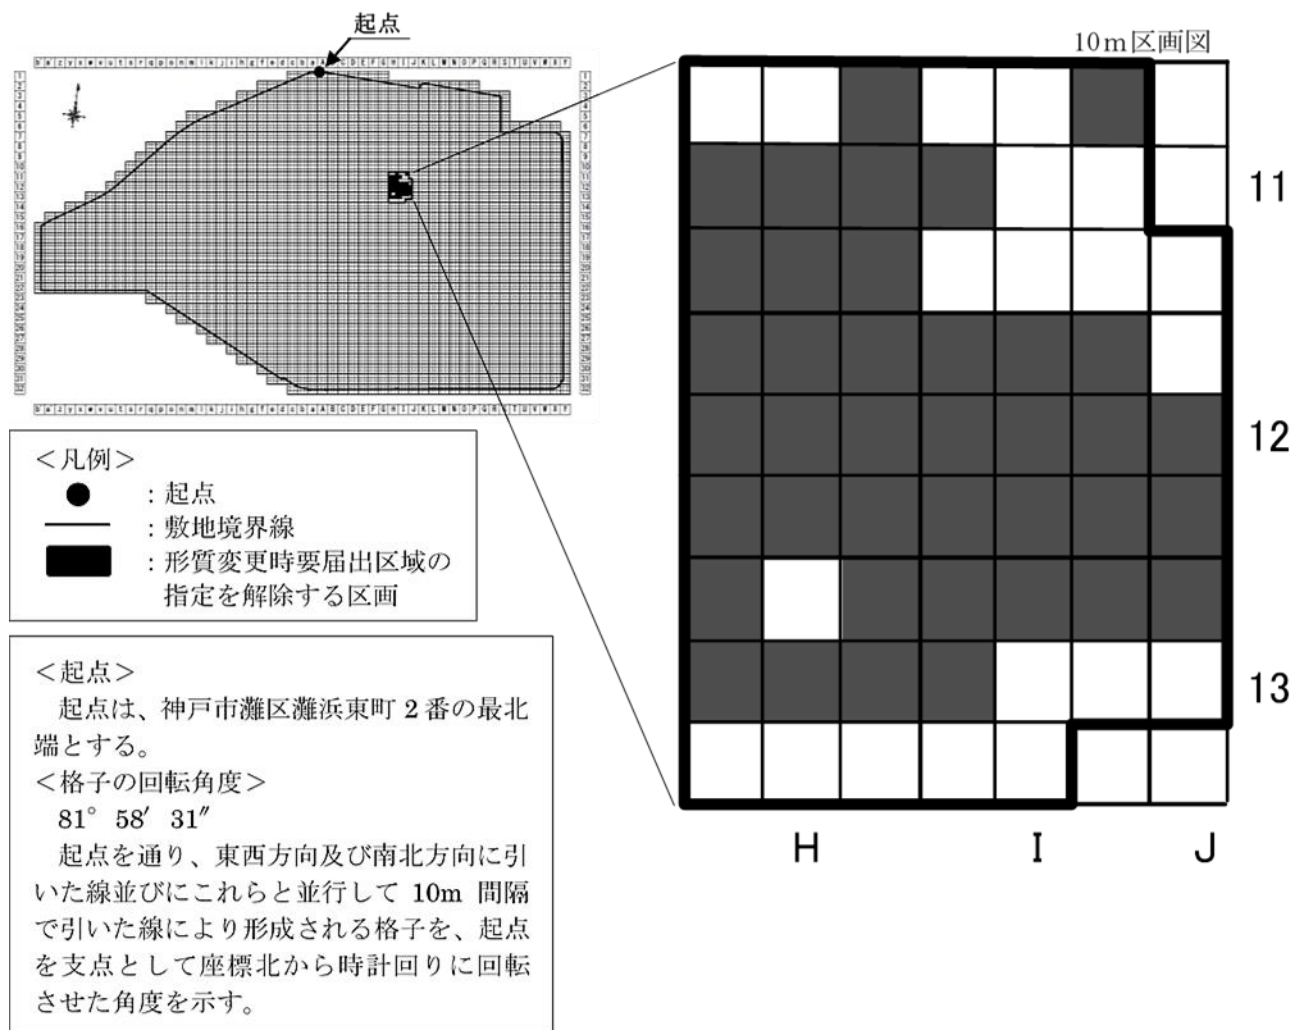 起点
10m区画図
11
12
13
H I J
＜凡例＞
：起点
：敷地境界線
：形質変更時要届出区域の
指定を解除する区画
＜起点＞
起点は、神戸市灘区灘浜東町 2 番の最北
端とする。
＜格子の回転角度＞
81° 58′ 31″
起点を通り、東西方向及び南北方向に引
いた線並びにこれらと並行して 10m 間隔
で引いた線により形成される格子を、起点
を支点として座標北から時計回りに回転
させた角度を示す。